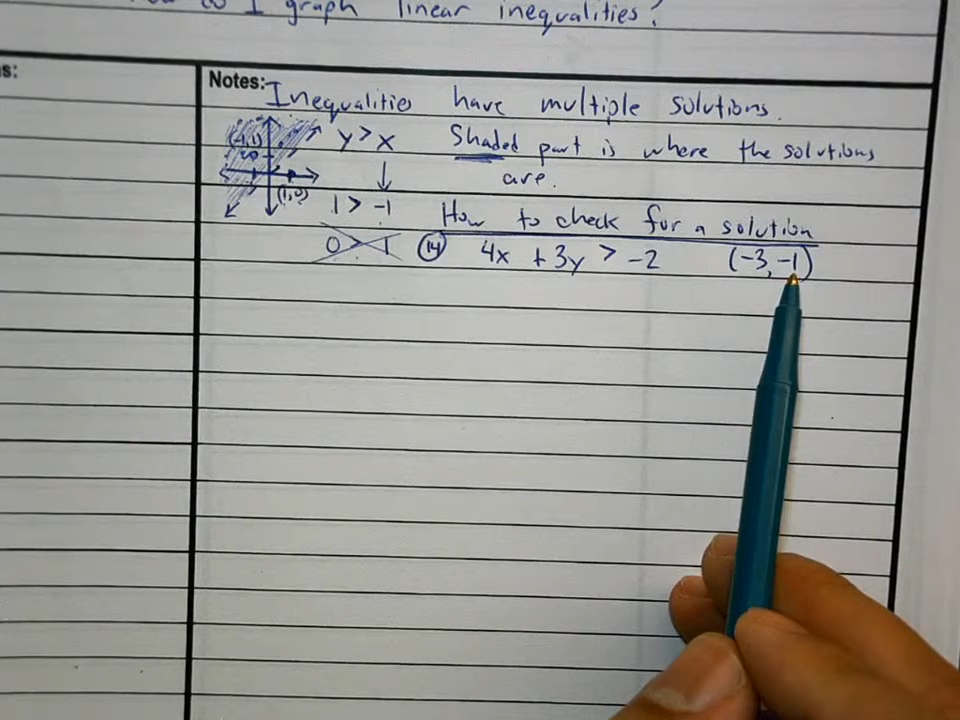 to I graph linear inequalities?
s:
Notes: Inequalities have multiple solutions.
y > x Shaded part is where the solutions
are.
(1,0)
1 > -1 How to check for a solution
0 > 1 14 4x + 3y > -2 (-3, -1)